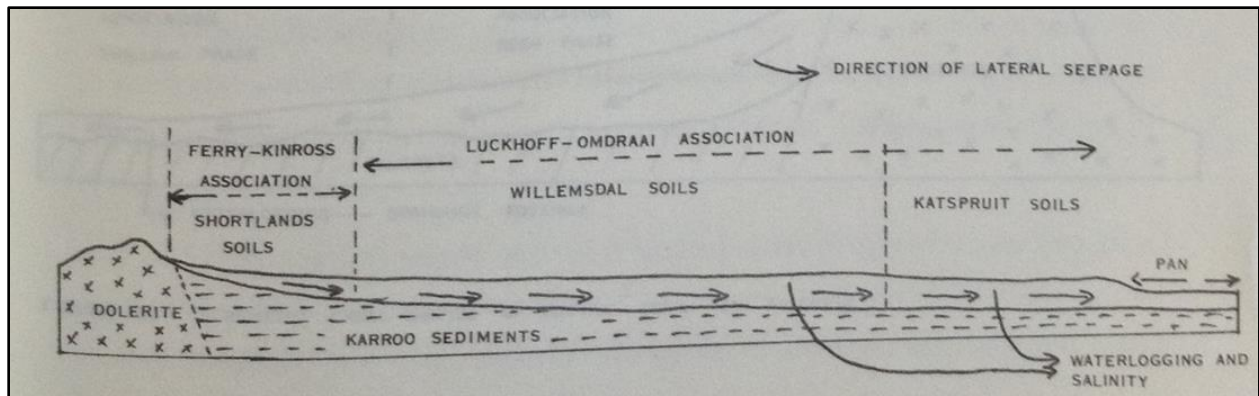 DIRECTION OF LATERAL SEEPAGE
FERRY-KINROSS
ASSOCIATION
SHORTLANDS
SOILS
LUCKHOFF-OMDRAAI ASSOCIATION
WILLEMSDAL SOILS
KATSPRUIT SOILS
PAN
DOLERITE
KARROO SEDIMENTS
WATERLOGGING AND
SALINITY